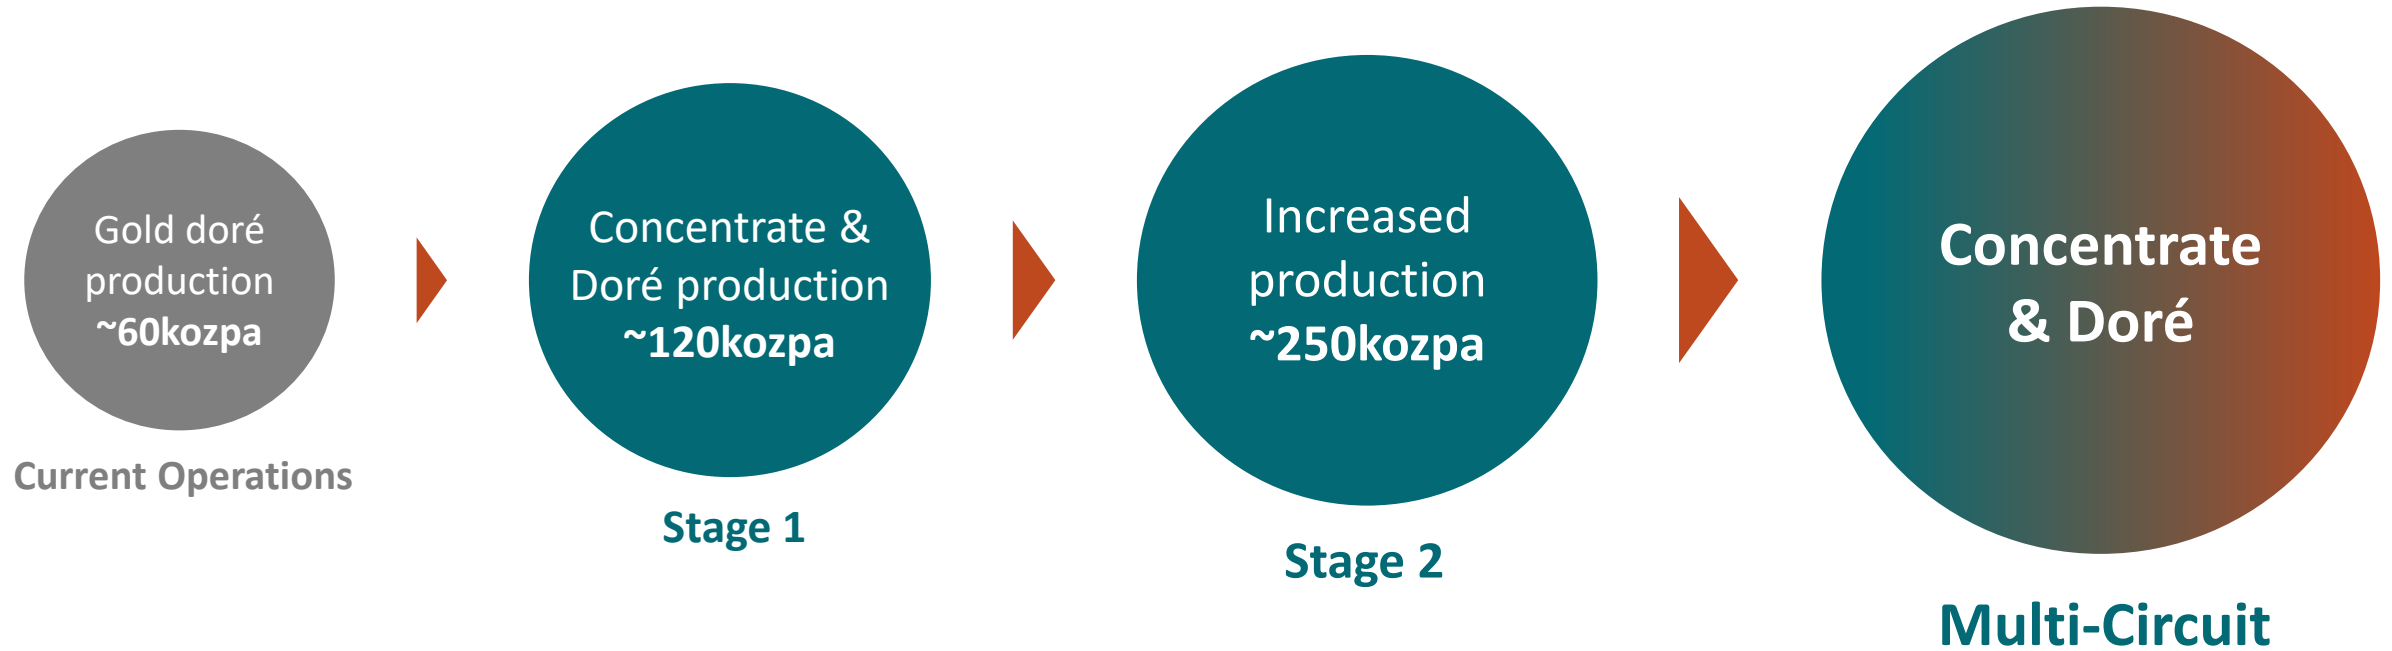 Gold doré
production
~60kozpa
Current Operations
Concentrate &
Doré production
~120kozpa
Stage 1
Increased
production
~250kozpa
Stage 2
Concentrate
& Doré
Multi-Circuit